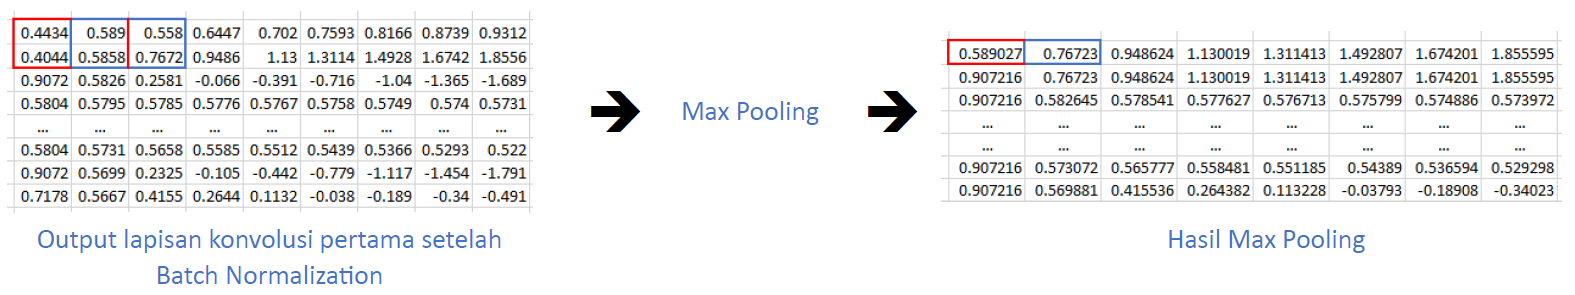 0.4434 0.589 0.558 0.6447 0.702 0.7593 0.8166 0.8739 0.9312
0.4044 0.5858 0.7672 0.9486 1.13 1.3114 1.4928 1.6742 1.8556
0.9072 0.5826 0.2581 -0.066 -0.391 -0.716 -1.04 -1.365 -1.689
0.5804 0.5795 0.5785 0.5776 0.5767 0.5758 0.5749 0.574 0.5731
... ... ... ... ... ... ... ... ...
0.5804 0.5731 0.5658 0.5585 0.5512 0.5439 0.5366 0.5293 0.522
0.9072 0.5699 0.2325 -0.105 -0.442 -0.779 -1.117 -1.454 -1.791
0.7178 0.5667 0.4155 0.2644 0.1132 -0.038 -0.189 -0.34 -0.491
Output lapisan konvolusi pertama setelah
Batch Normalization
Max Pooling
0.589027 0.76723 0.948624 1.130019 1.311413 1.492807 1.674201 1.855595
0.907216 0.76723 0.948624 1.130019 1.311413 1.492807 1.674201 1.855595
0.907216 0.582645 0.578541 0.577627 0.576713 0.575799 0.574886 0.573972
... ... ... ... ... ... ... ...
... ... ... ... ... ... ... ...
0.907216 0.573072 0.565777 0.558481 0.551185 0.54389 0.536594 0.529298
0.907216 0.569881 0.415536 0.264382 0.113228 -0.03793 -0.18908 -0.34023
Hasil Max Pooling